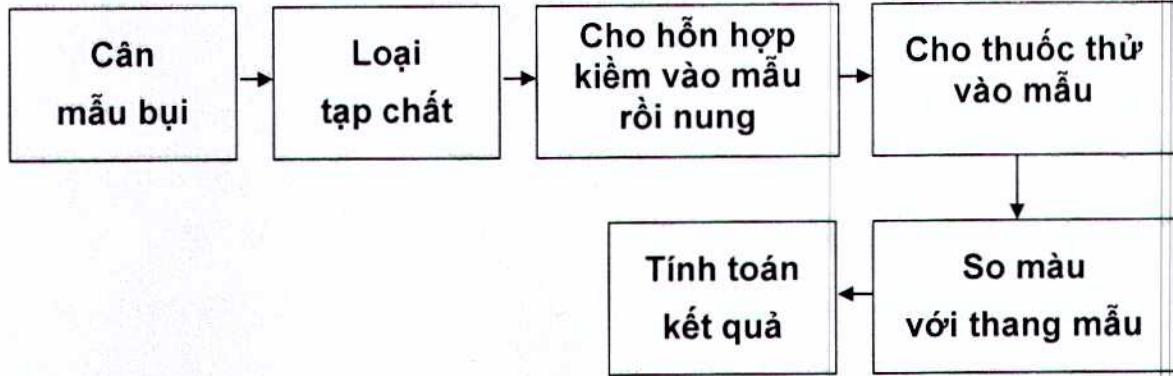 Cân
mẫu bụi
Loại
tạp chất
Cho hỗn hợp
kiềm vào mẫu
rồi nung
Cho thuốc thử
vào mẫu
So màu
với thang mẫu
Tính toán
kết quả